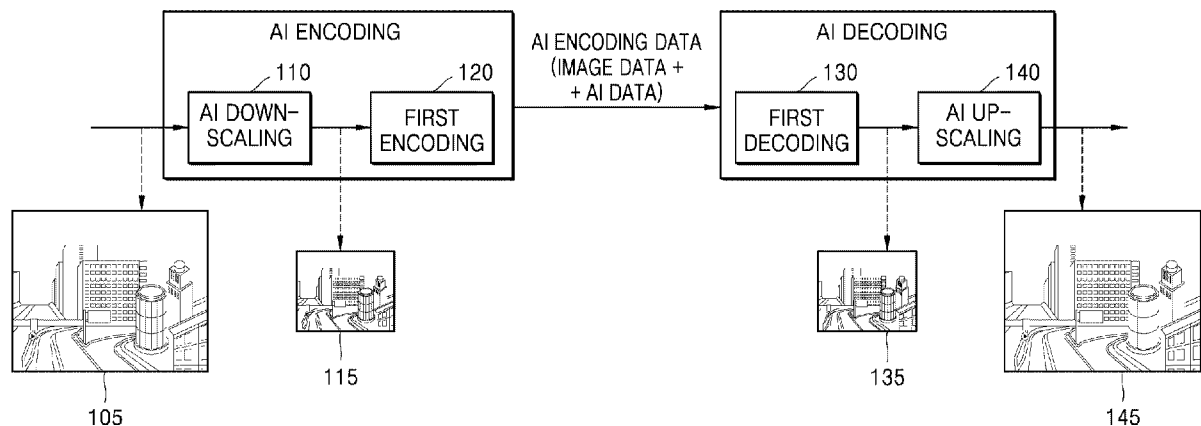 AI ENCODING
110
AI DOWN-
SCALING
120
FIRST
ENCODING
AI ENCODING DATA
(IMAGE DATA +
+ AI DATA)
AI DECODING
130
FIRST
DECODING
140
AI UP-
SCALING
105
115
135
145